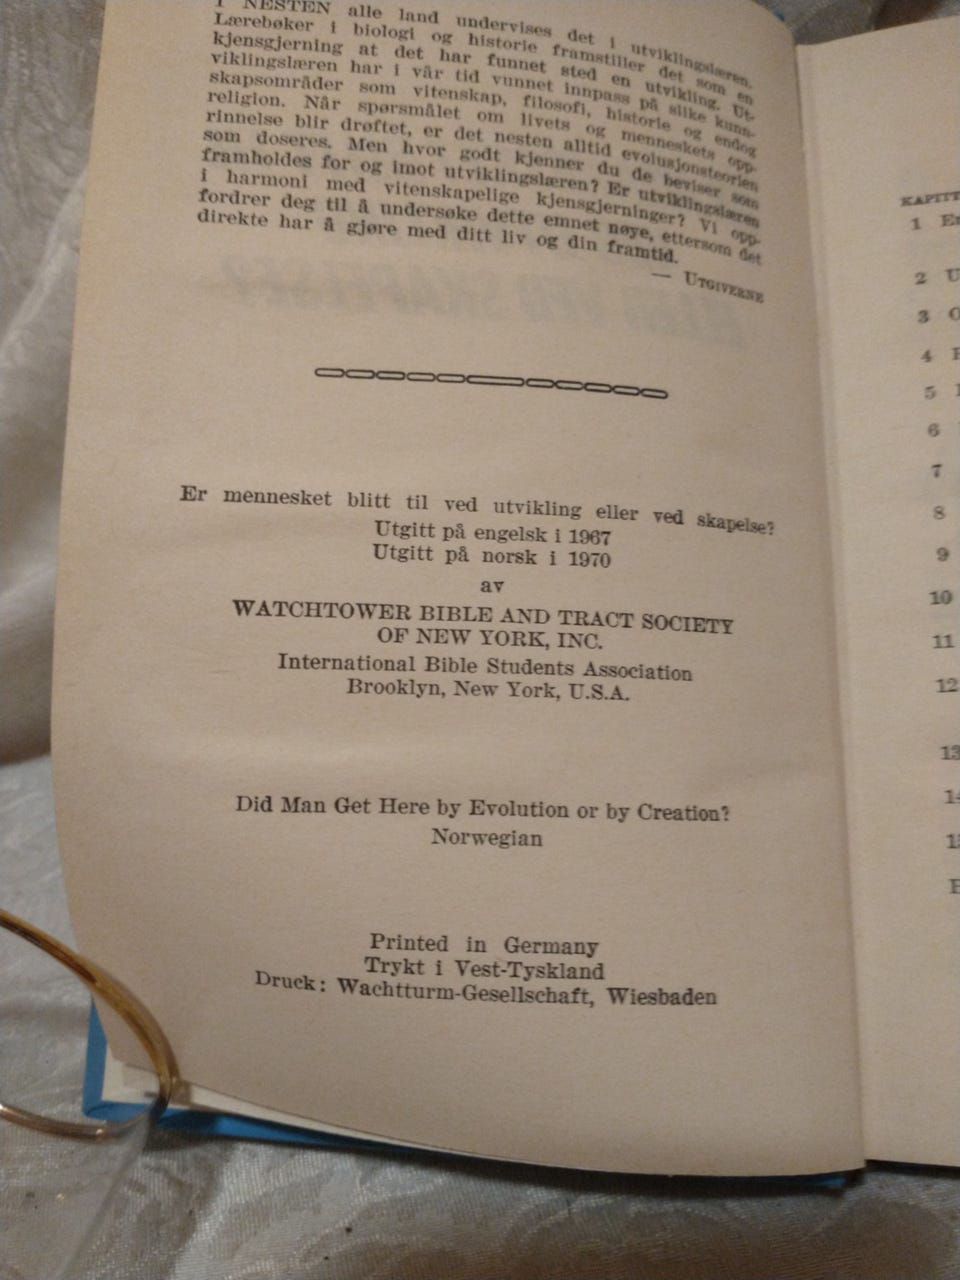 I NESTEN alle land undervises det i utviklingslæren.
Lærebøker i biologi og historie framstiller det som en
kjensgjerning at det har funnet sted en utvikling. Ut-
viklingslæren har i vår tid vunnet innpass på slike kunn-
skapsområder som vitenskap, filosofi, historie og endog
religion. Når spørsmålet om livets og menneskets opp-
rinnelse blir drøftet, er det nesten alltid evolusjonsteorien
som doseres. Men hvor godt kjenner du de beviser som
framholdes for og imot utviklingslæren? Er utviklingslæren
i harmoni med vitenskapelige kjensgjerninger? Vi opp-
fordrer deg til å undersøke dette emnet nøye, ettersom det
direkte har å gjøre med ditt liv og din framtid.
— UTGIVERNE
Er mennesket blitt til ved utvikling eller ved skapelse?
Utgitt på engelsk i 1967
Utgitt på norsk i 1970
av
WATCHTOWER BIBLE AND TRACT SOCIETY
OF NEW YORK, INC.
International Bible Students Association
Brooklyn, New York, U.S.A.
Did Man Get Here by Evolution or by Creation?
Norwegian
Printed in Germany
Trykt i Vest-Tyskland
Druck: Wachtturm-Gesellschaft, Wiesbaden
1
2
3
4
5
6
7
8
9
10
11
12
13